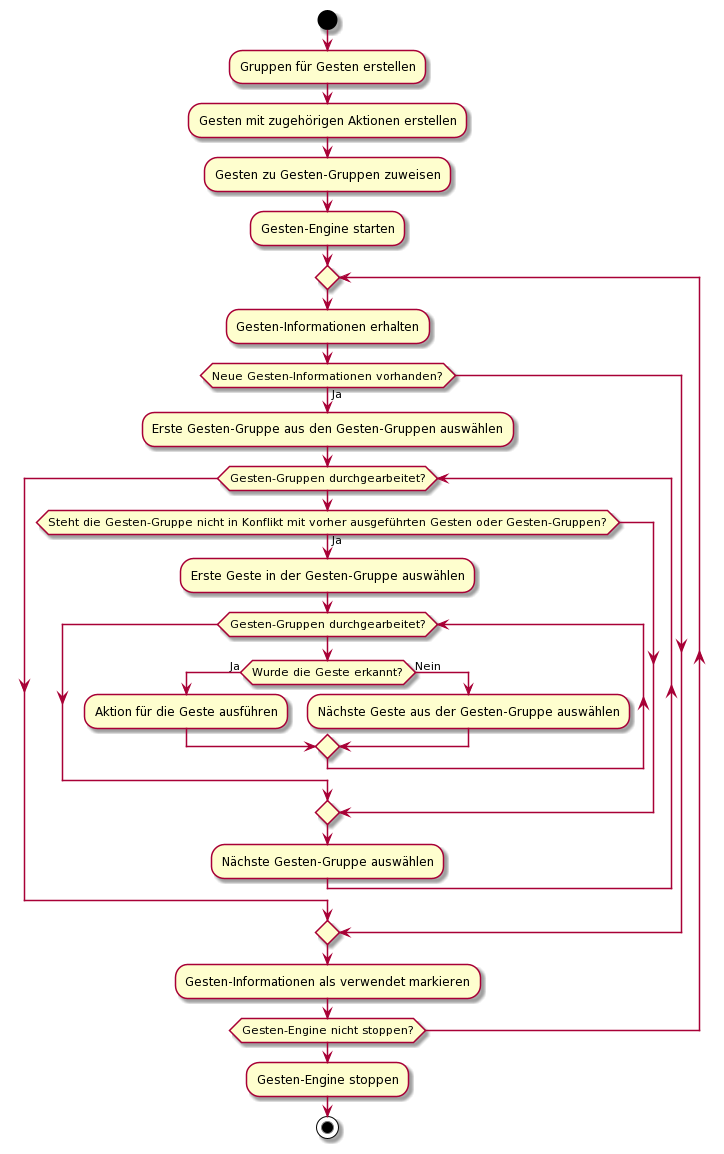 Gruppen für Gesten erstellen
Gesten mit zugehörigen Aktionen erstellen
Gesten zu Gesten-Gruppen zuweisen
Gesten-Engine starten
Gesten-Informationen erhalten
Neue Gesten-Informationen vorhanden?
Ja
Erste Gesten-Gruppe aus den Gesten-Gruppen auswählen
Gesten-Gruppen durchgearbeitet?
Steht die Gesten-Gruppe nicht in Konflikt mit vorher ausgeführten Gesten oder Gesten-Gruppen?
Ja
Erste Geste in der Gesten-Gruppe auswählen
Gesten-Gruppen durchgearbeitet?
Ja
Wurde die Geste erkannt?
Nein
Aktion für die Geste ausführen
Nächste Geste aus der Gesten-Gruppe auswählen
Nächste Gesten-Gruppe auswählen
Gesten-Informationen als verwendet markieren
Gesten-Engine nicht stoppen?
Gesten-Engine stoppen